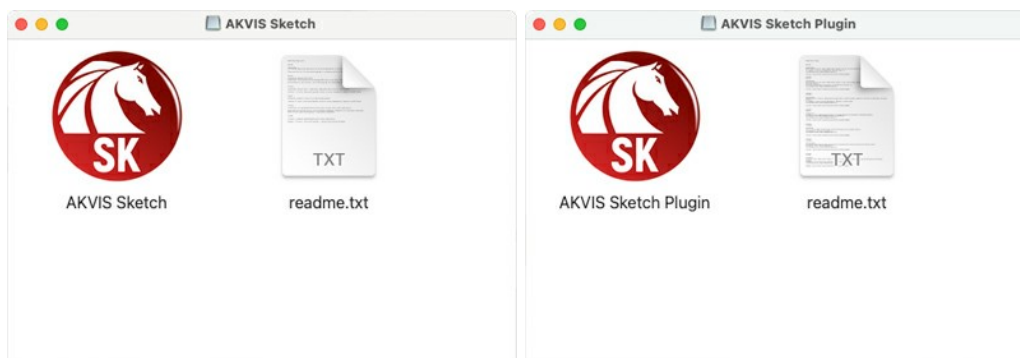 AKVIS Sketch
SK
TXT
AKVIS Sketch
readme.txt
AKVIS Sketch Plugin
SK
TXT
AKVIS Sketch Plugin
readme.txt